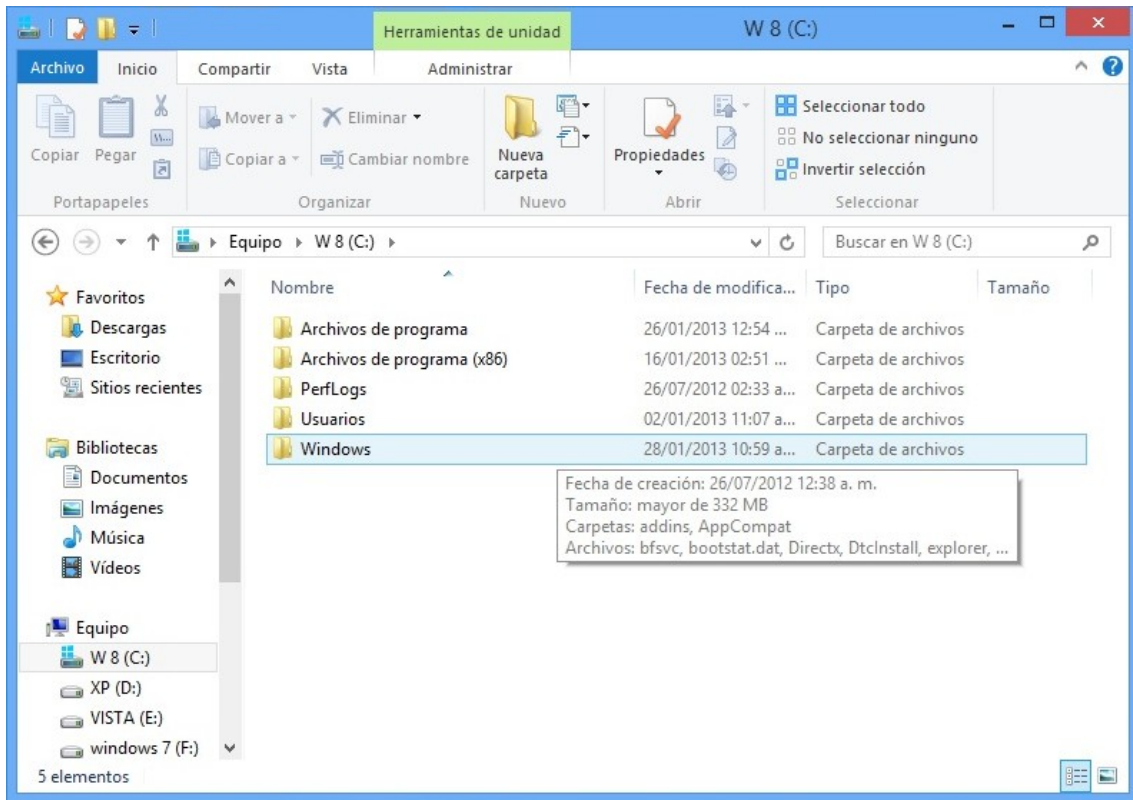 Herramientas de unidad
W 8 (C:)
Archivo Inicio Compartir Vista Administrar
Copiar Pegar
Mover a
Copiar a
Eliminar
Cambiar nombre
Nueva carpeta
Propiedades
Seleccionar todo
No seleccionar ninguno
Invertir selección
Portapapeles Organizar Nuevo Abrir Seleccionar
Equipo W 8 (C:)
Buscar en W 8 (C:)
Favoritos
Descargas
Escritorio
Sitios recientes
Bibliotecas
Documentos
Imágenes
Música
Vídeos
Equipo
W 8 (C:)
XP (D:)
VISTA (E:)
windows 7 (F:)
Nombre Fecha de modifica... Tipo Tamaño
Archivos de programa 26/01/2013 12:54 ... Carpeta de archivos
Archivos de programa (x86) 16/01/2013 02:51 ... Carpeta de archivos
PerfLogs 26/07/2012 02:33 a... Carpeta de archivos
Usuarios 02/01/2013 11:07 a... Carpeta de archivos
Windows 28/01/2013 10:59 a... Carpeta de archivos
Fecha de creación: 26/07/2012 12:38 a. m.
Tamaño: mayor de 332 MB
Carpetas: addins, AppCompat
Archivos: bfsvc, bootstat.dat, Directx, DtcInstall, explorer, ...
5 elementos